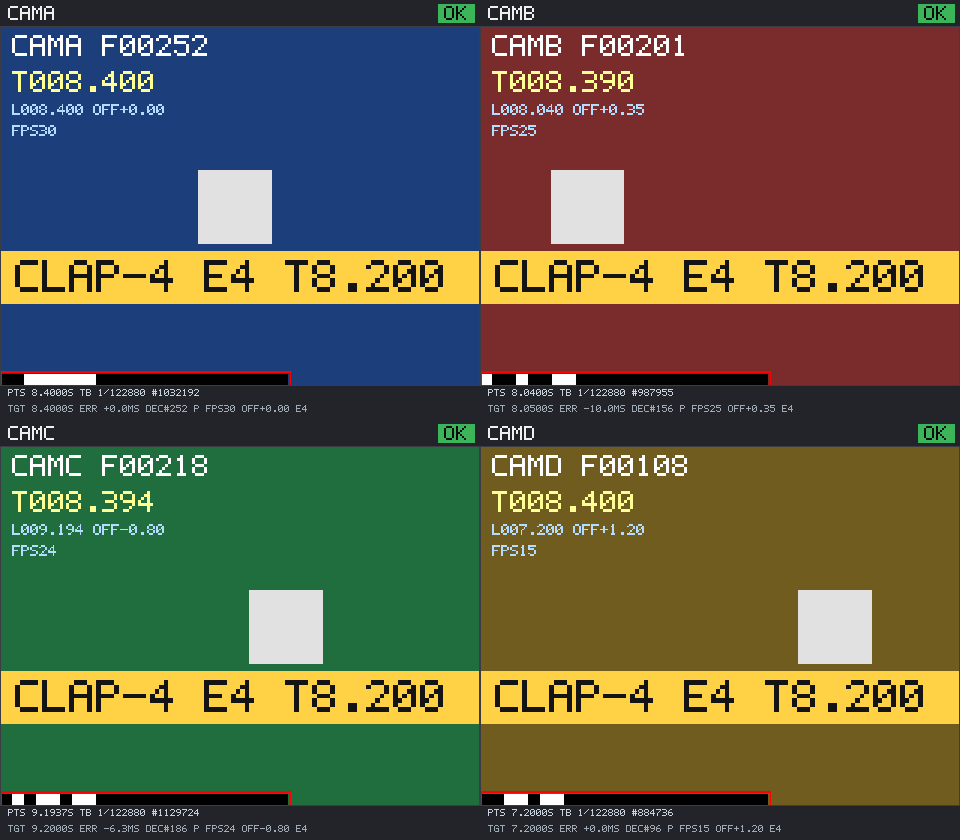 CAMA OK
CAMA F00252
T008.400
L008.400 OFF+0.00
FPS30
CLAP-4 E4 T8.200
PTS 8.4000S TB 1/122880 #1032192
TGT 8.4000S ERR +0.0MS DEC#252 P FPS30 OFF+0.00 E4
CAMB OK
CAMB F00201
T008.390
L008.040 OFF+0.35
FPS25
CLAP-4 E4 T8.200
PTS 8.0400S TB 1/122880 #987955
TGT 8.0500S ERR -10.0MS DEC#156 P FPS25 OFF+0.35 E4
CAMC OK
CAMC F00218
T008.394
L009.194 OFF-0.80
FPS24
CLAP-4 E4 T8.200
PTS 9.1937S TB 1/122880 #1129724
TGT 9.2000S ERR -6.3MS DEC#186 P FPS24 OFF-0.80 E4
CAMD OK
CAMD F00108
T008.400
L007.200 OFF+1.20
FPS15
CLAP-4 E4 T8.200
PTS 7.2000S TB 1/122880 #884736
TGT 7.2000S ERR +0.0MS DEC#96 P FPS15 OFF+1.20 E4